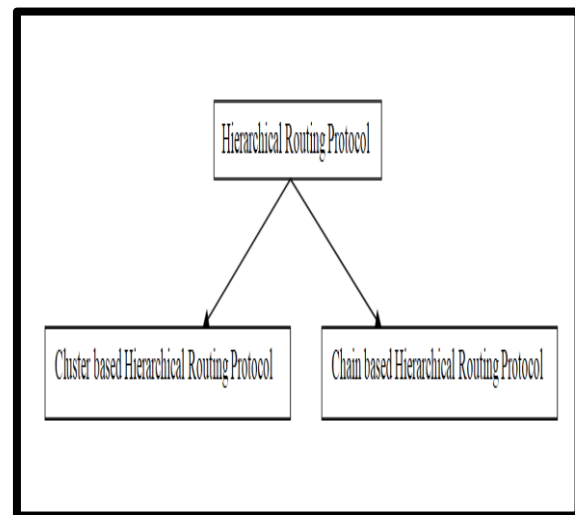 Hierarchical Routing Protocol
Cluster based Hierarchical Routing Protocol
Chain based Hierarchical Routing Protocol